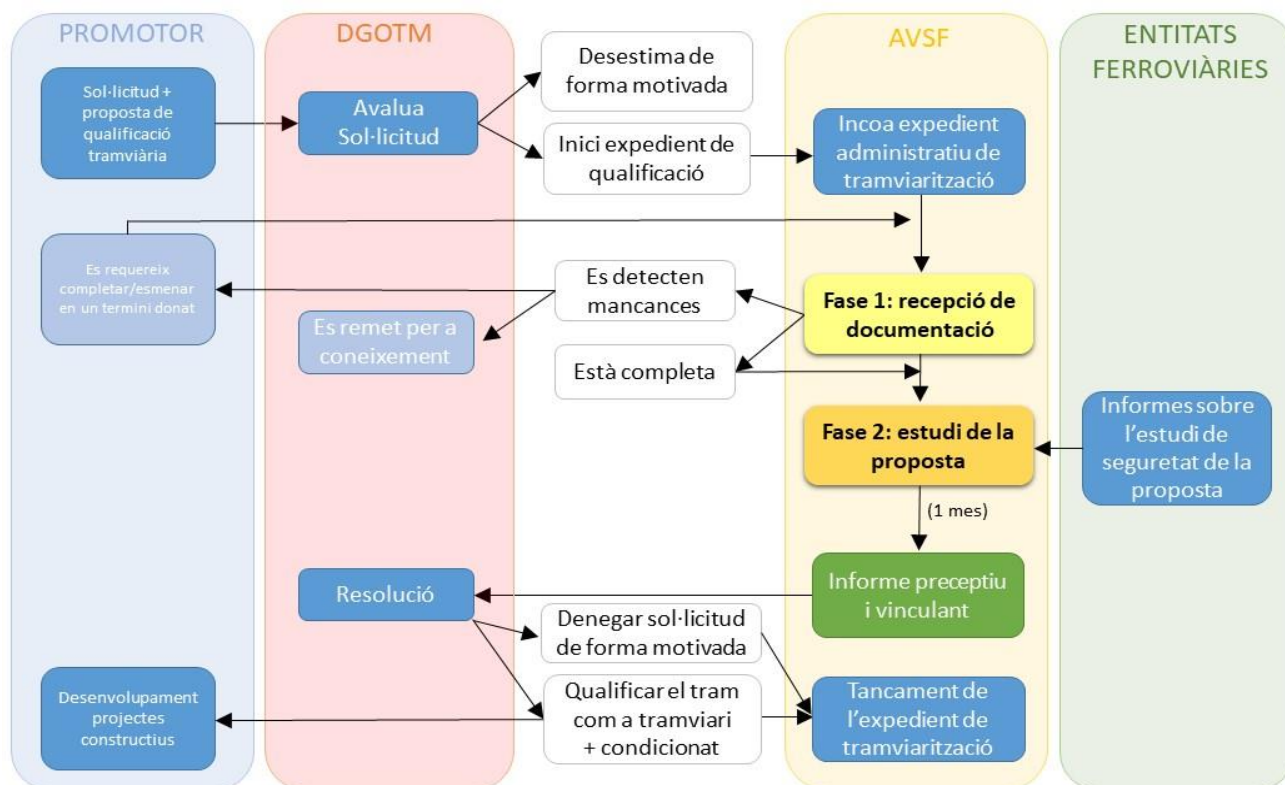 PROMOTOR
DGOTM
AVSF
ENTITATS
FERROVIÀRIES
Sol·licitud +
proposta de
qualificació
tramviària
Avalua
Sol·licitud
Desestima de
forma motivada
Inici expedient de
qualificació
Incoa expedient
administratiu de
tramviarització
Es requereix
completar/esmenar
en un termini donat
Es detecten
mancances
Es remet per a
coneixement
Està completa
Fase 1: recepció de
documentació
Fase 2: estudi de la
proposta
Informes sobre
l'estudi de
seguretat de la
proposta
(1 mes)
Resolució
Informe preceptiu
i vinculant
Denegar sol·licitud
de forma motivada
Desenvolupament
projectes
constructius
Qualificar el tram
com a tramviari
+ condicionat
Tancament de
l'expedient de
tramviarització